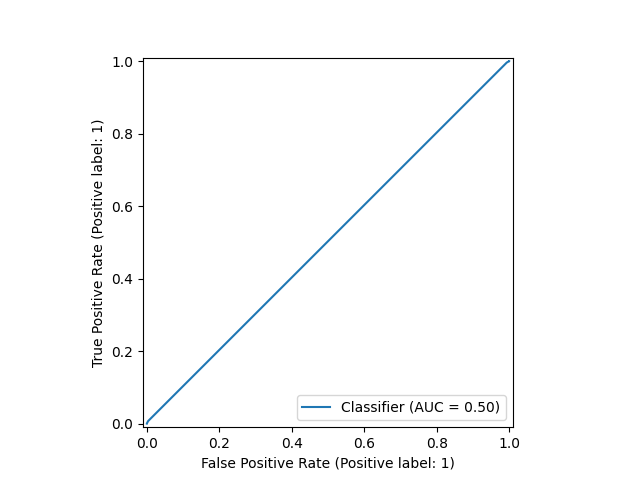 1.0
0.8
0.6
0.4
0.2
0.0
True Positive Rate (Positive label: 1)
Classifier (AUC = 0.50)
0.0 0.2 0.4 0.6 0.8 1.0
False Positive Rate (Positive label: 1)